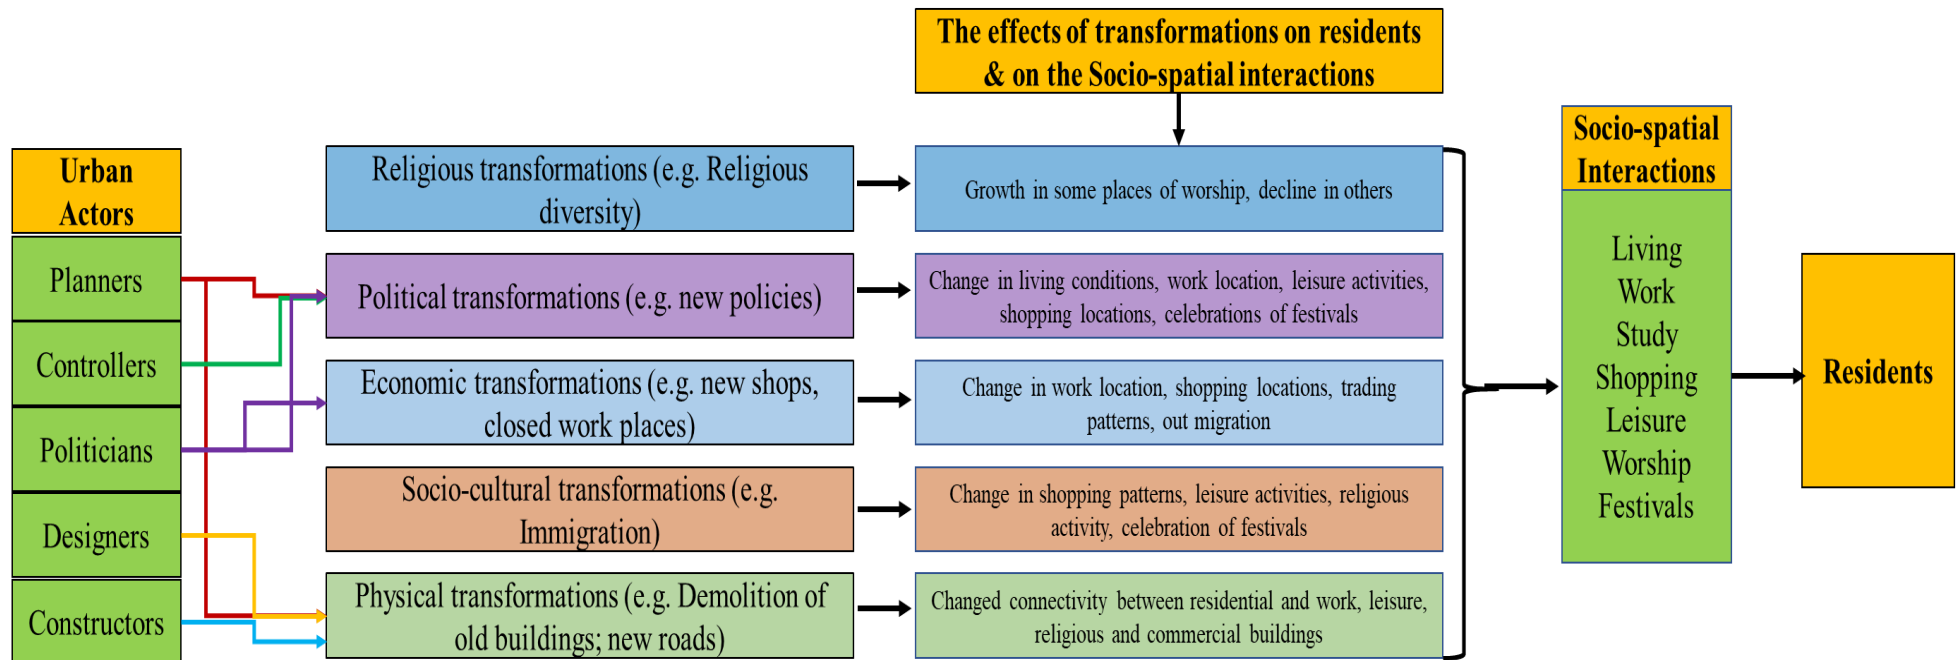 The effects of transformations on residents
& on the Socio-spatial interactions
Urban
Actors
Planners
Controllers
Politicians
Designers
Constructors
Religious transformations (e.g. Religious
diversity)
Political transformations (e.g. new policies)
Economic transformations (e.g. new shops,
closed work places)
Socio-cultural transformations (e.g.
Immigration)
Physical transformations (e.g. Demolition of
old buildings; new roads)
Growth in some places of worship, decline in others
Change in living conditions, work location, leisure activities,
shopping locations, celebrations of festivals
Change in work location, shopping locations, trading
patterns, out migration
Change in shopping patterns, leisure activities, religious
activity, celebration of festivals
Changed connectivity between residential and work, leisure,
religious and commercial buildings
Socio-spatial
Interactions
Living
Work
Study
Shopping
Leisure
Worship
Festivals
Residents